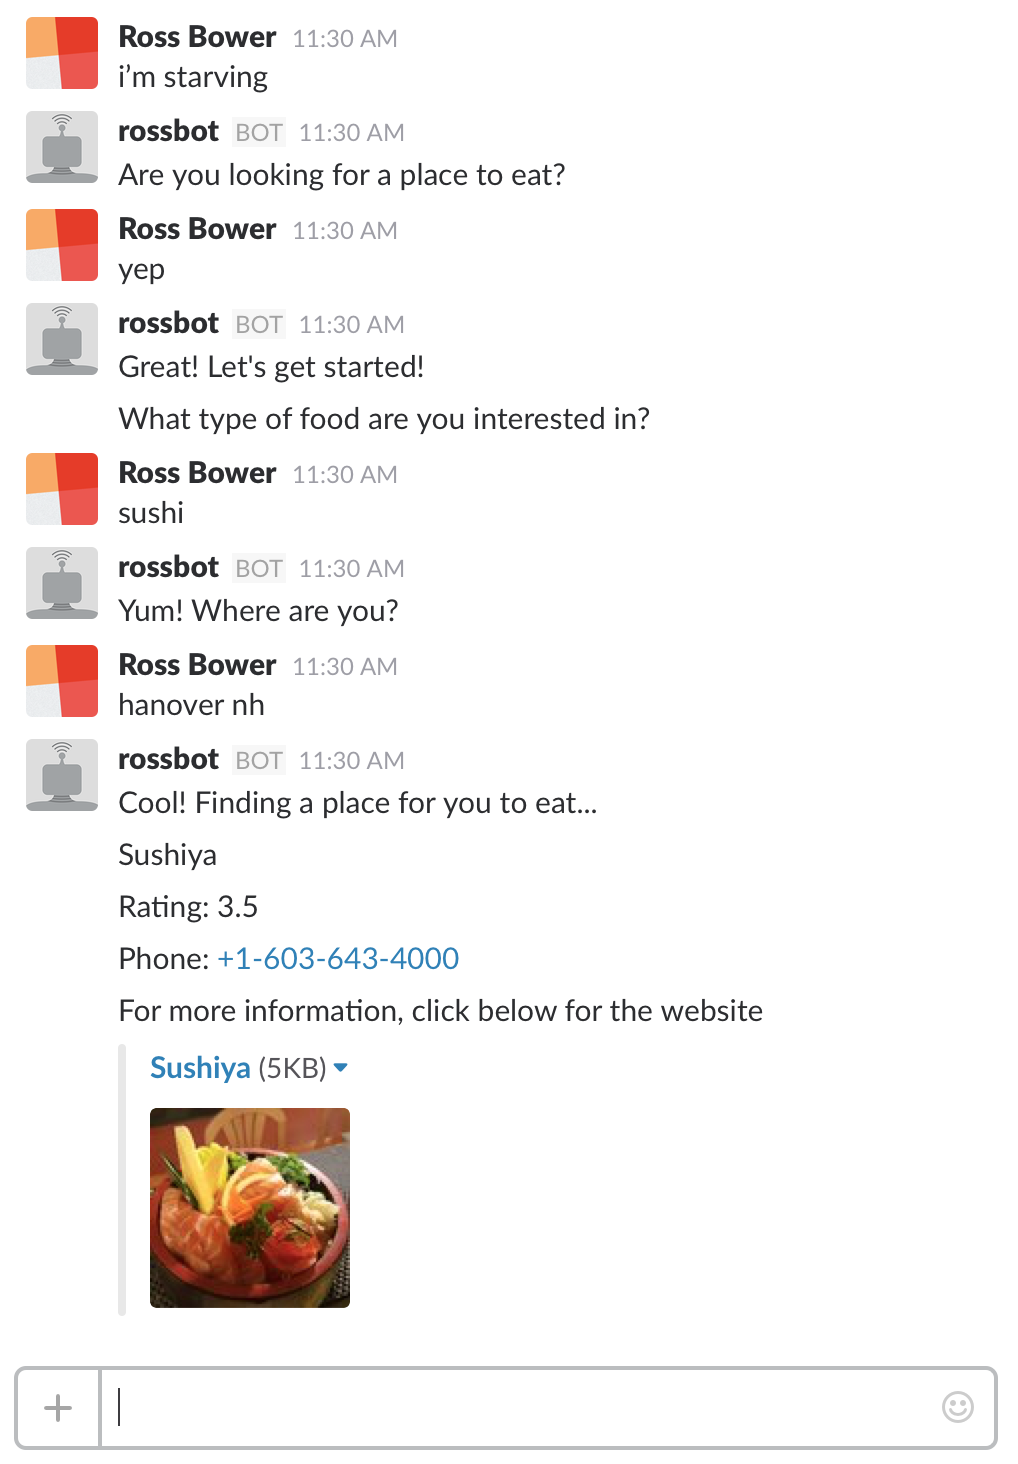 Ross Bower 11:30 AM
i’m starving
rossbot BOT 11:30 AM
Are you looking for a place to eat?
Ross Bower 11:30 AM
yep
rossbot BOT 11:30 AM
Great! Let's get started!
What type of food are you interested in?
Ross Bower 11:30 AM
sushi
rossbot BOT 11:30 AM
Yum! Where are you?
Ross Bower 11:30 AM
hanover nh
rossbot BOT 11:30 AM
Cool! Finding a place for you to eat...
Sushiya
Rating: 3.5
Phone: +1-603-643-4000
For more information, click below for the website
Sushiya (5KB)